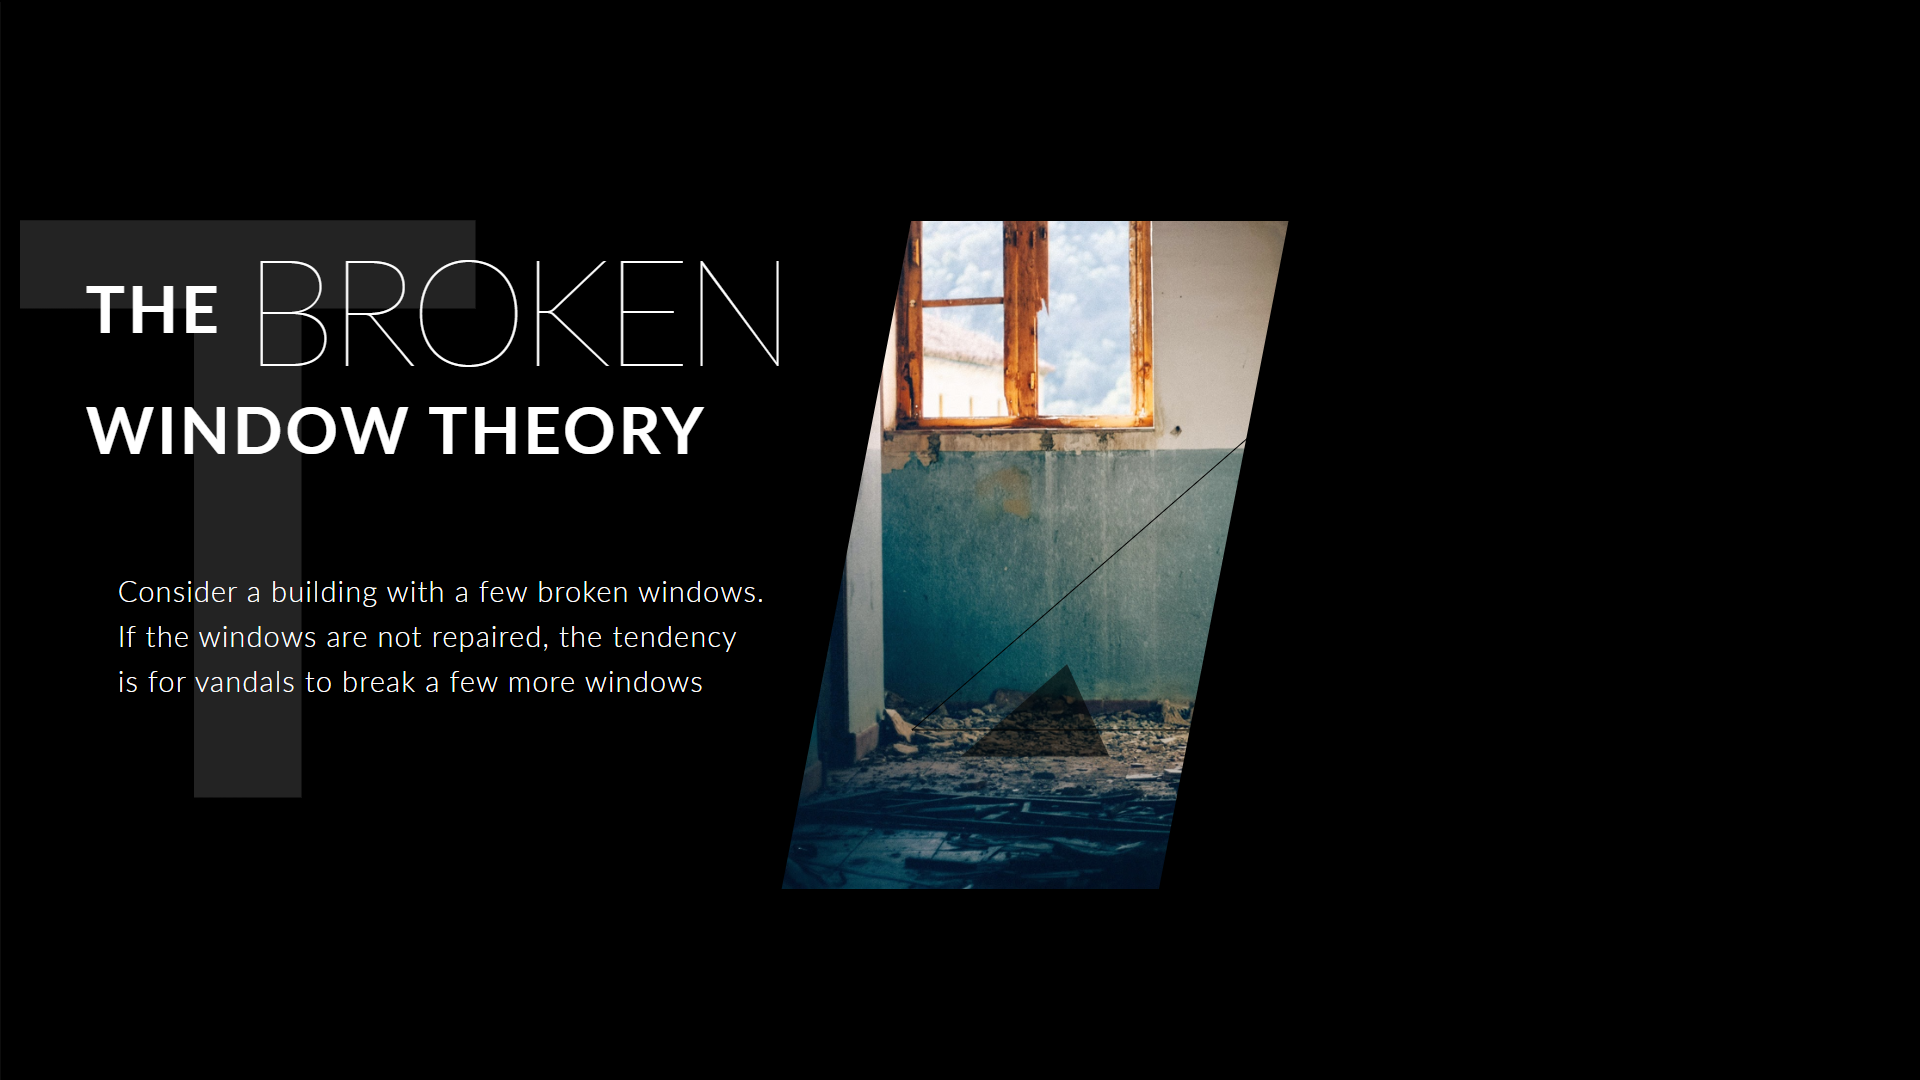 T
THE BROKEN
WINDOW THEORY
Consider a building with a few broken windows.
If the windows are not repaired, the tendency
is for vandals to break a few more windows